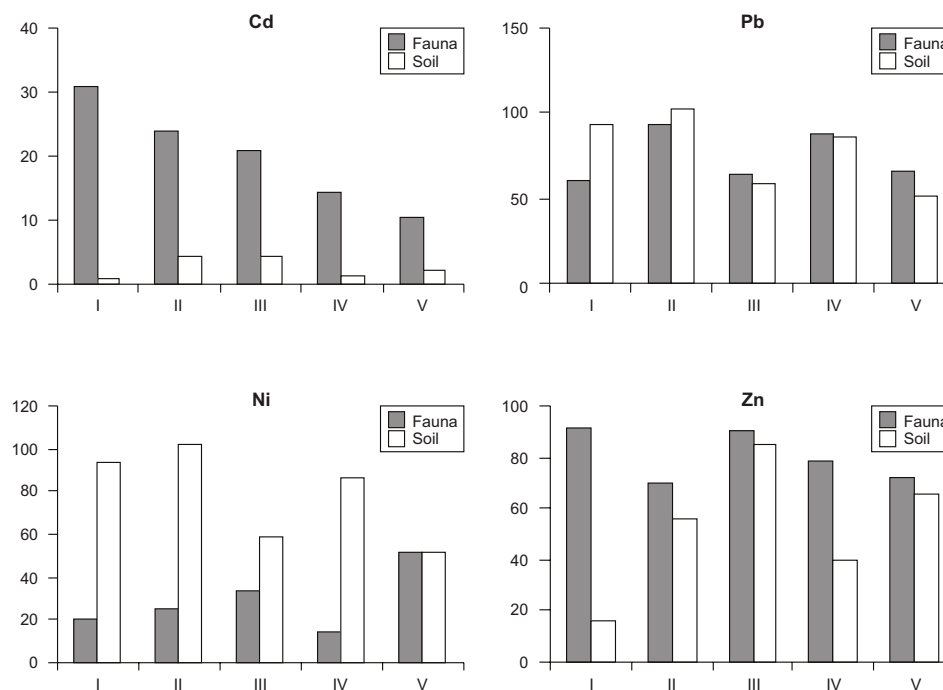 Cd
40
30
20
10
0
Fauna
Soil
I II III IV V
Pb
150
100
50
0
Fauna
Soil
I II III IV V
Ni
120
100
80
60
40
20
0
Fauna
Soil
I II III IV V
Zn
100
80
60
40
20
0
Fauna
Soil
I II III IV V